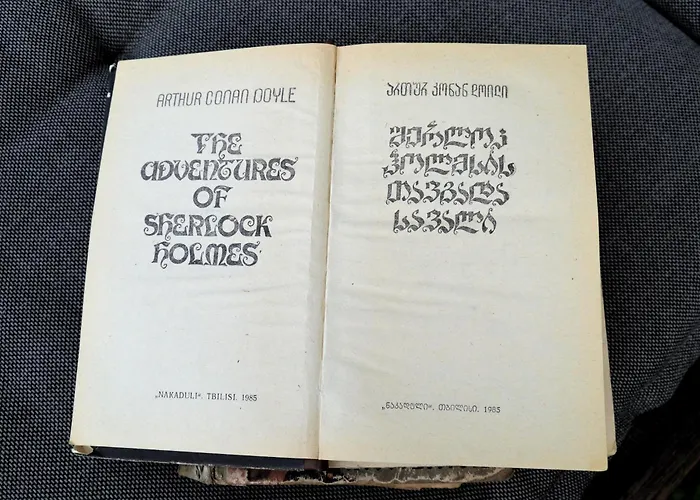 ARTHUR CONAN DOYLE
THE
ADVENTURES
OF
SHERLOCK
HOLMES
„NAKADULI“. TBILISI. 1985
ართურ კონან დოილი
შერლოკ
ჰოლმსის
თავგადა
სავალი
„ნაკადული“. თბილისი. 1985